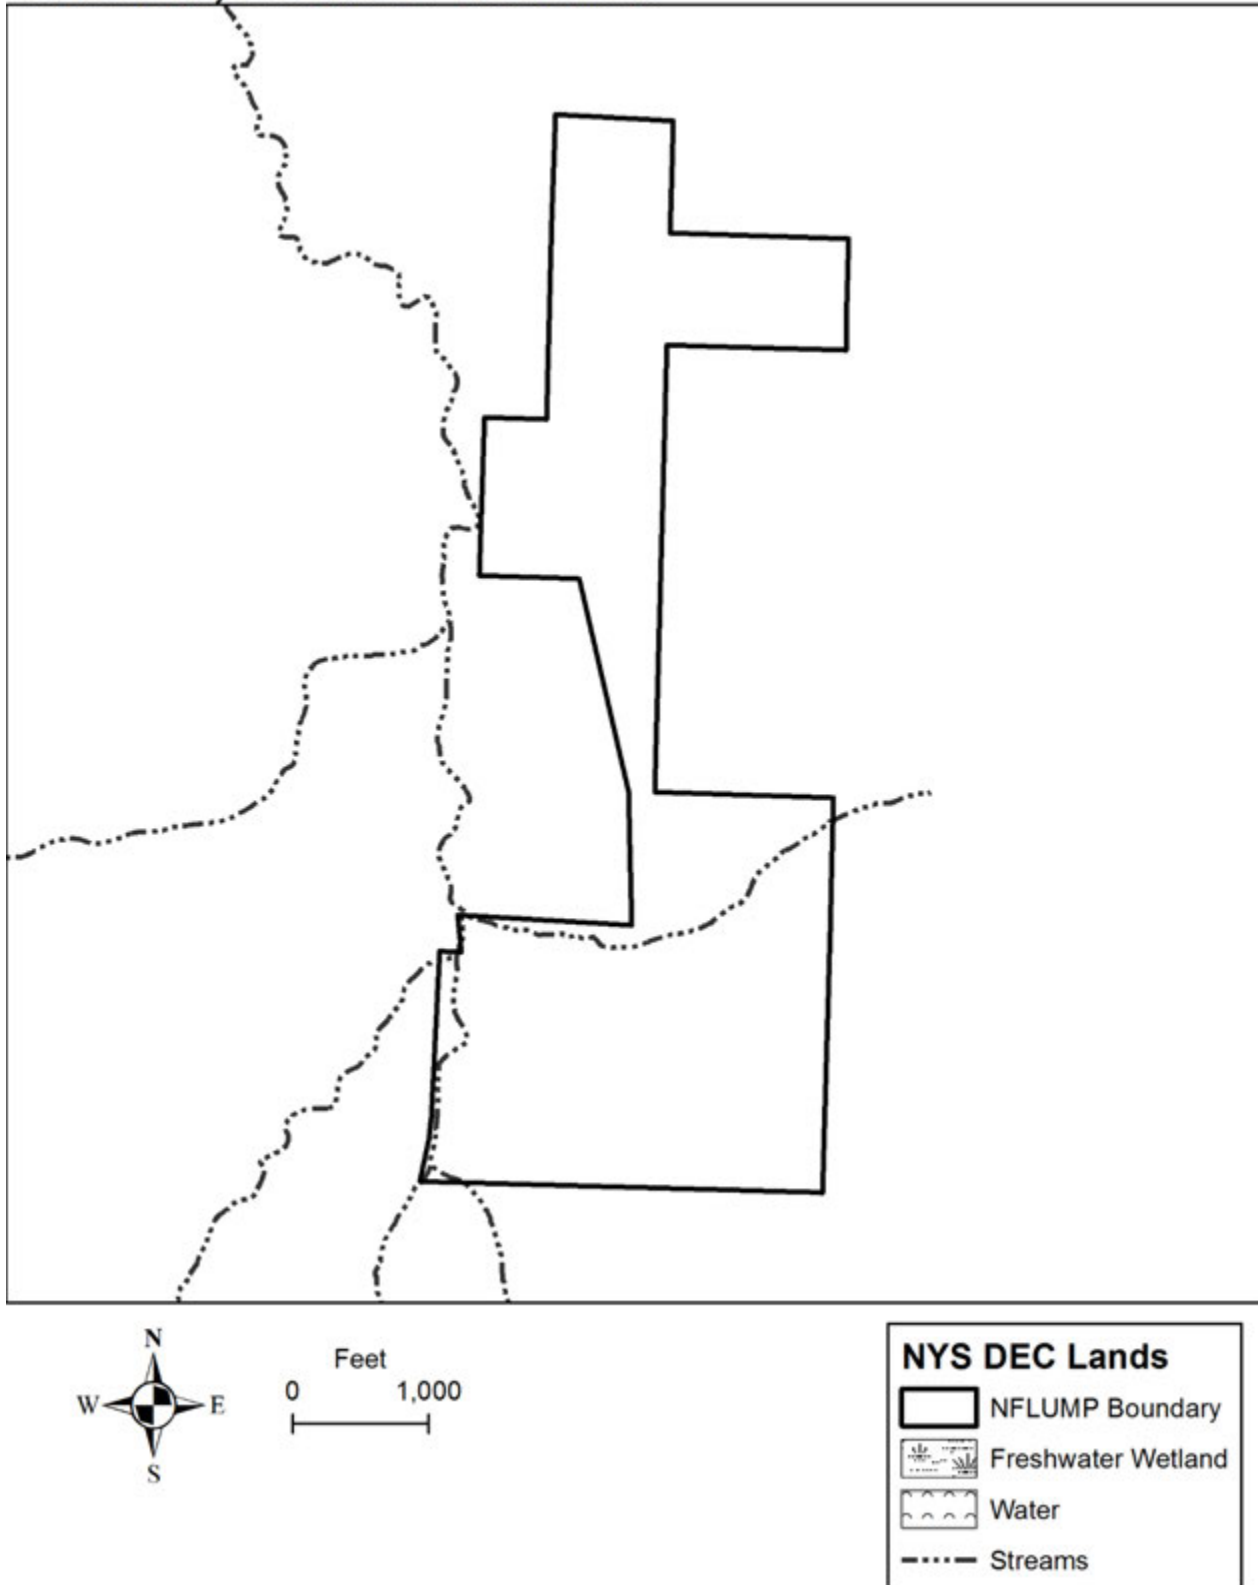 N
W E
S
Feet
0 1,000
NYS DEC Lands
NFLUMP Boundary
Freshwater Wetland
Water
Streams